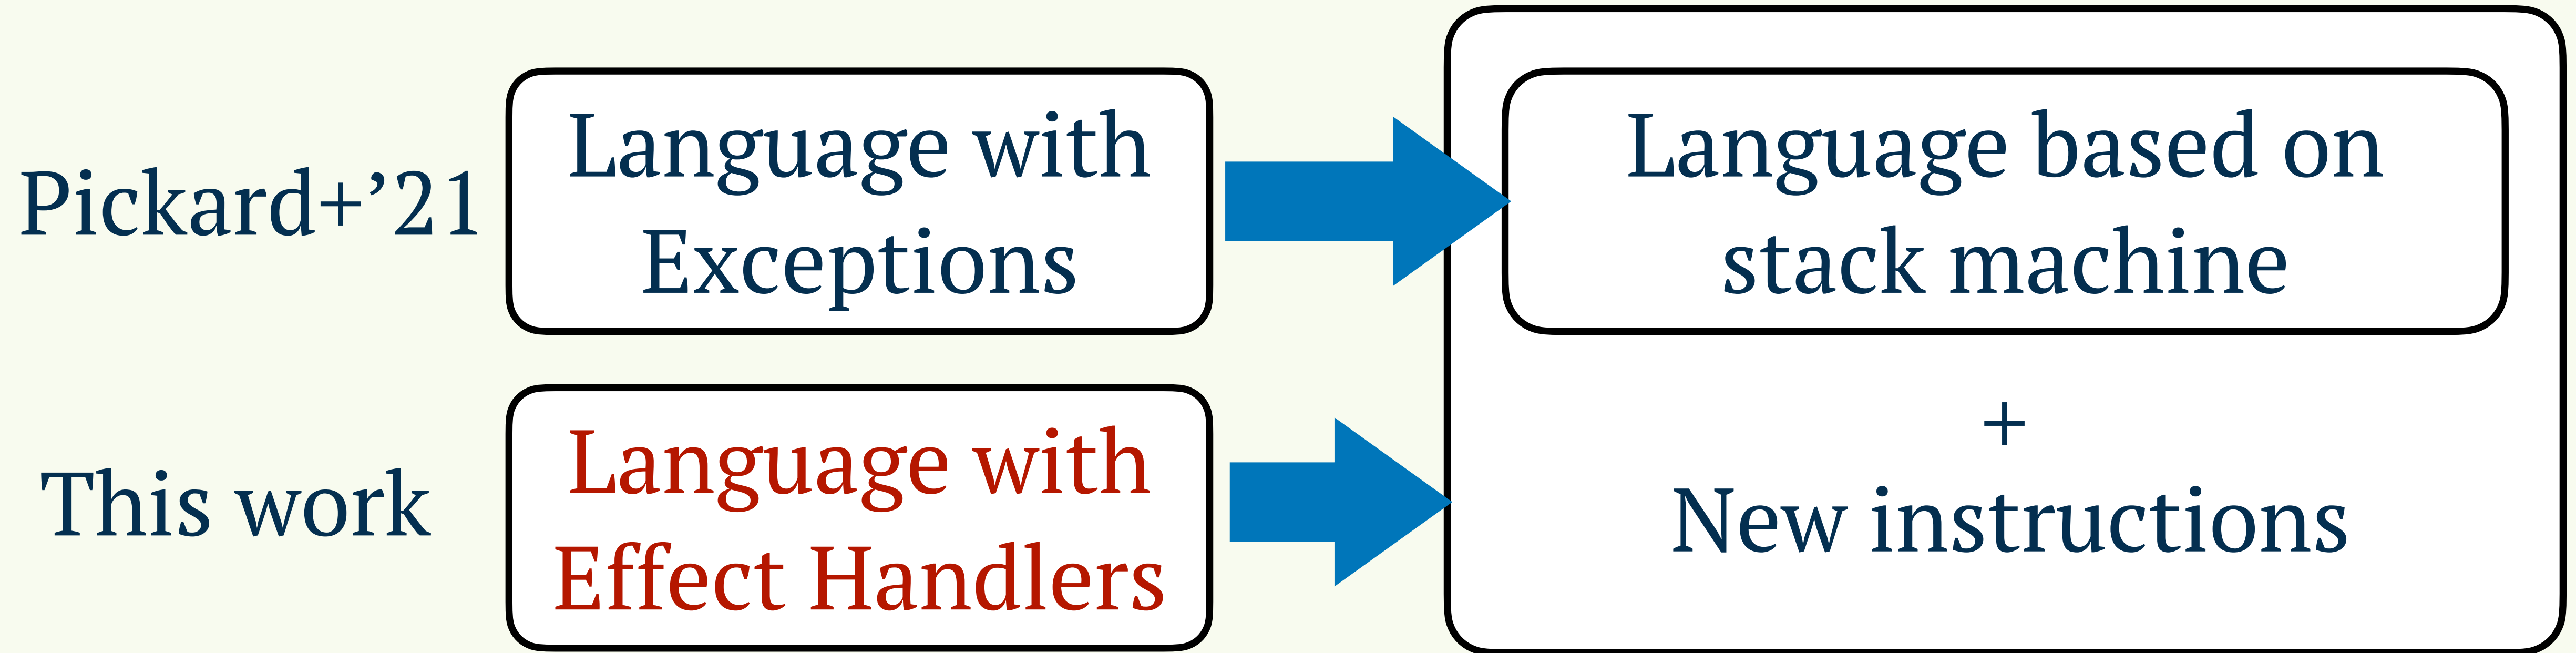 Pickard+’21
Language with
Exceptions
Language based on
stack machine
This work
Language with
Effect Handlers
+
New instructions